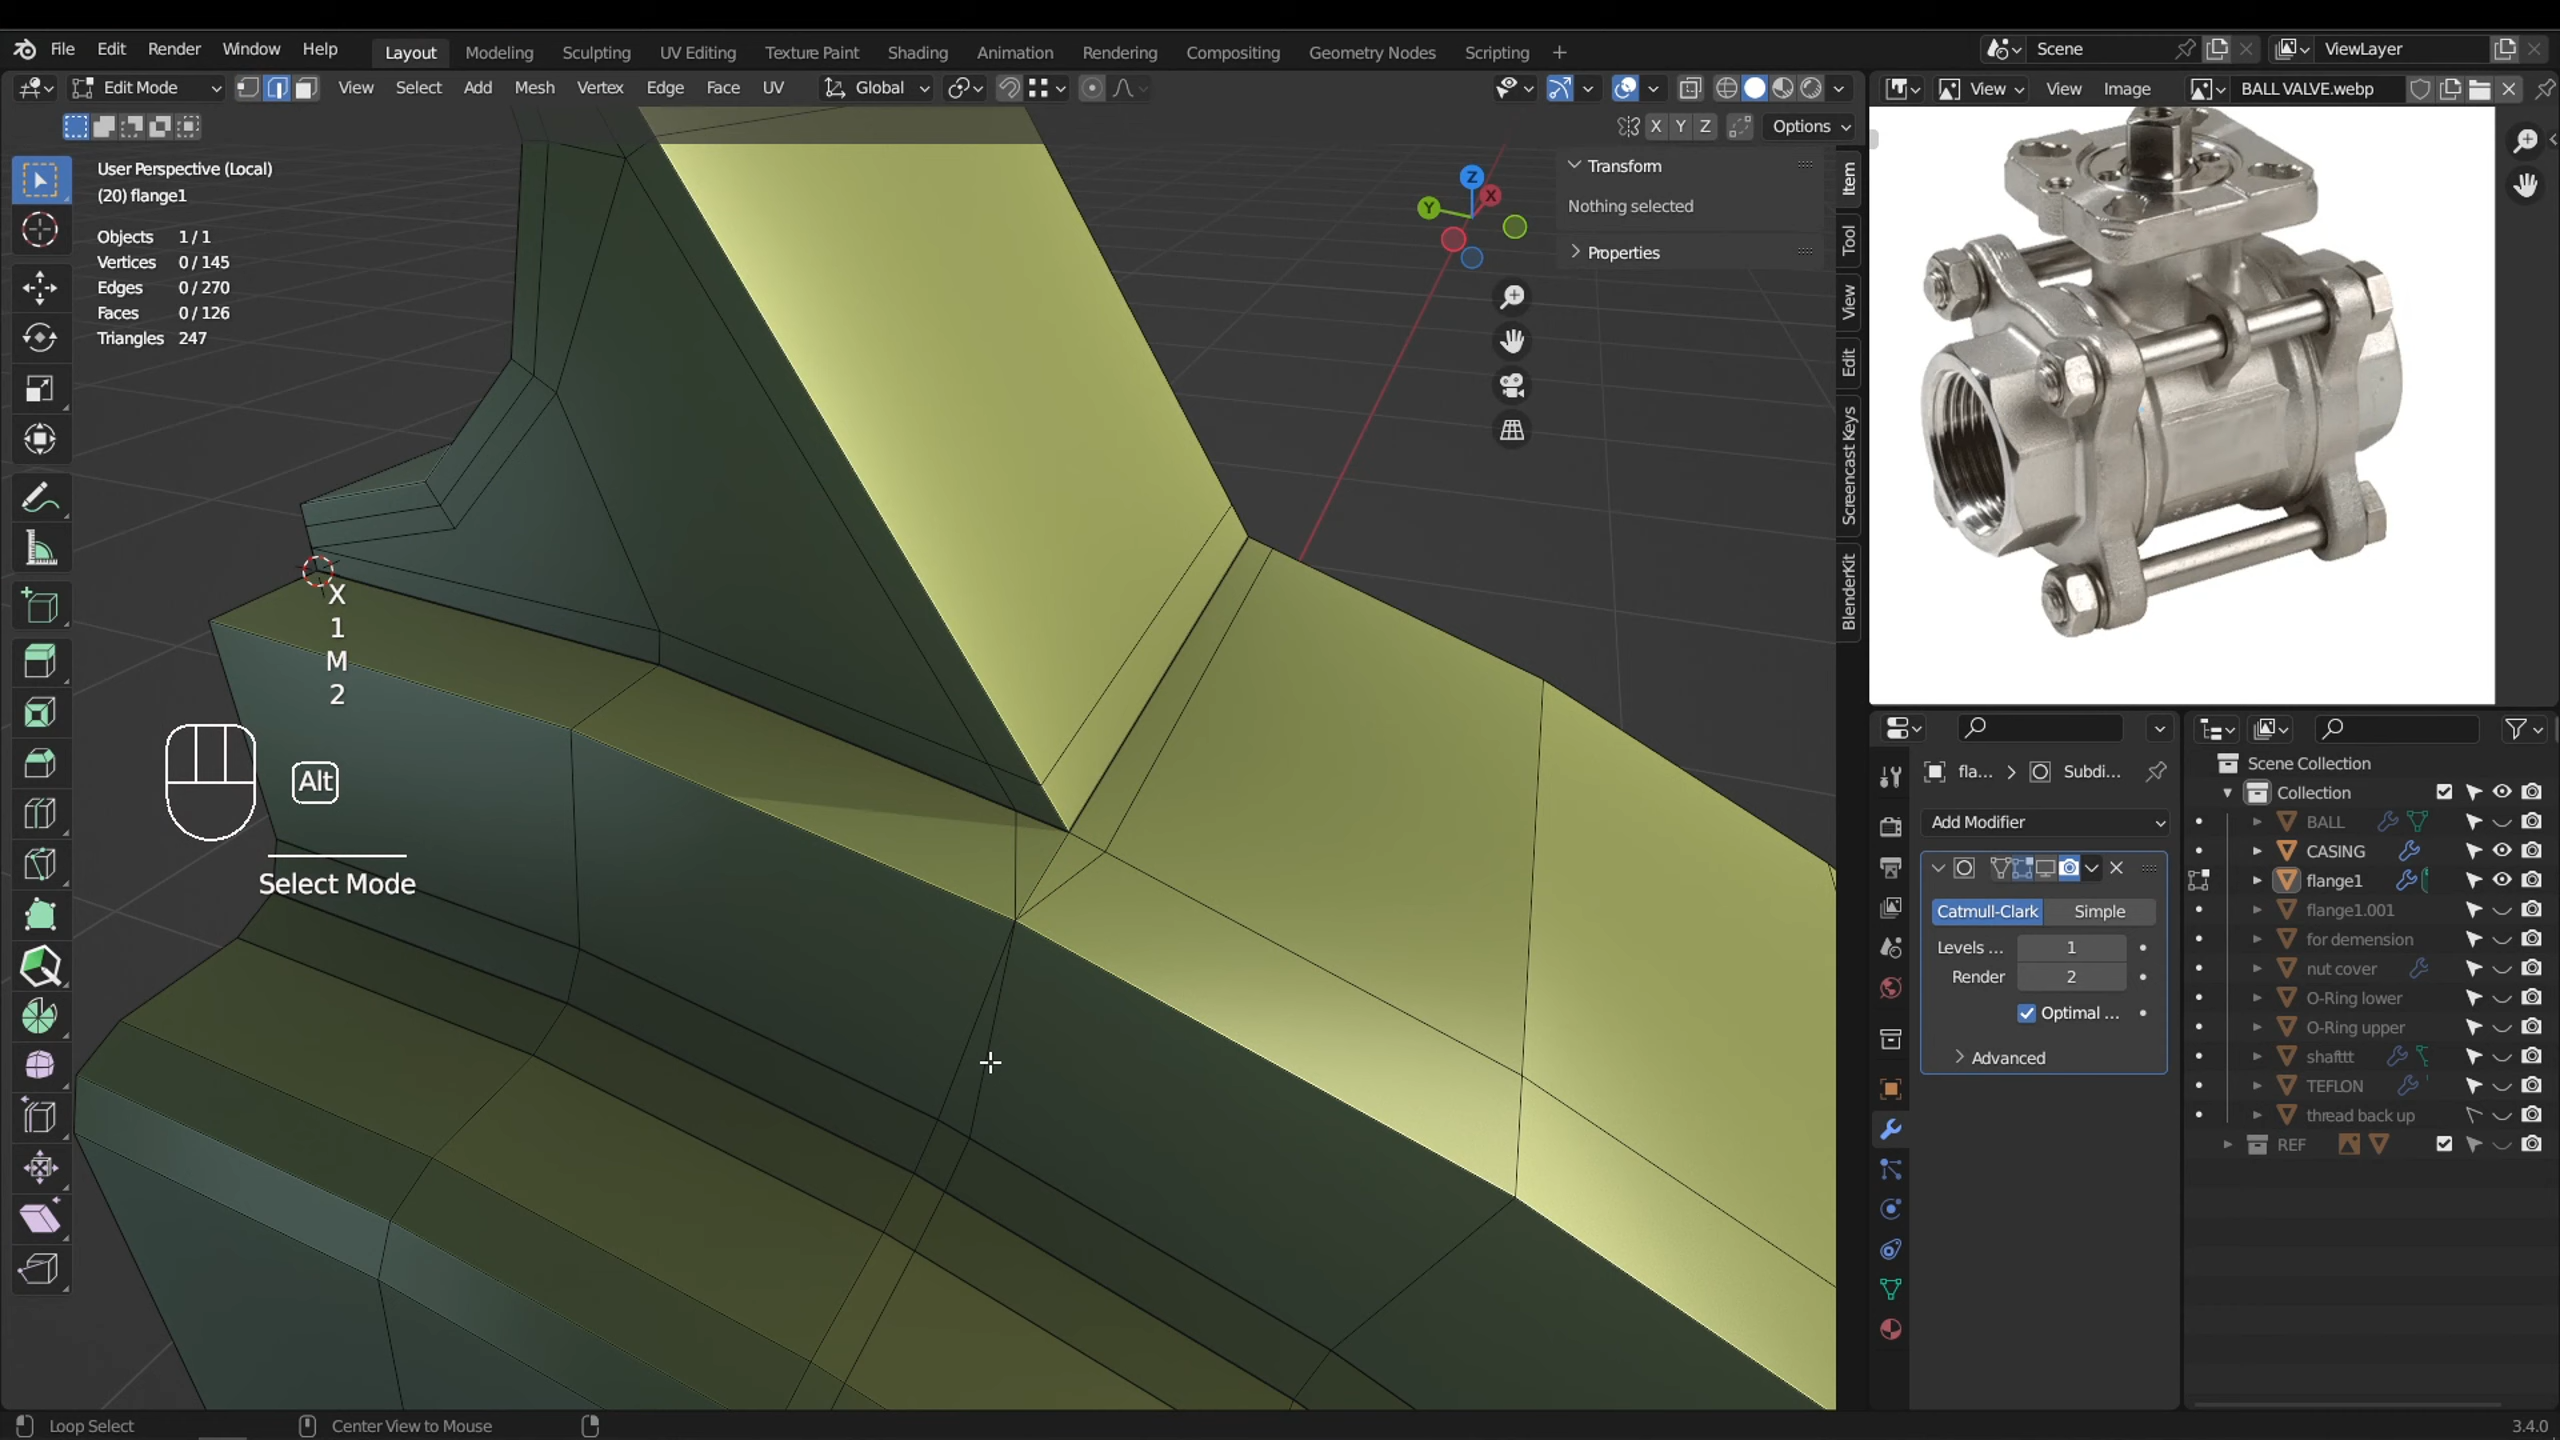 File Edit Render Window Help Layout Modeling Sculpting UV Editing Texture Paint Shading Animation Rendering Compositing Geometry Nodes Scripting + Scene ViewLayer
Edit Mode View Select Add Mesh Vertex Edge Face UV Global View View Image BALL VALVE.webp
X Y Z Options
User Perspective (Local)
(20) flange1
Objects 1 / 1
Vertices 0 / 145
Edges 0 / 270
Faces 0 / 126
Triangles 247
Z
X
Y
Transform
Nothing selected
Properties
Item
Tool
View
Edit
Screencast Keys
BlenderKit
X
1
M
2
Alt
Select Mode
fla... Subdi...
Add Modifier
Catmull-Clark Simple
Levels ... 1
Render 2
Optimal ...
Advanced
Scene Collection
Collection
BALL
CASING
flange1
flange1.001
for demension
nut cover
O-Ring lower
O-Ring upper
shafttt
TEFLON
thread back up
REF
Loop Select Center View to Mouse 3.4.0